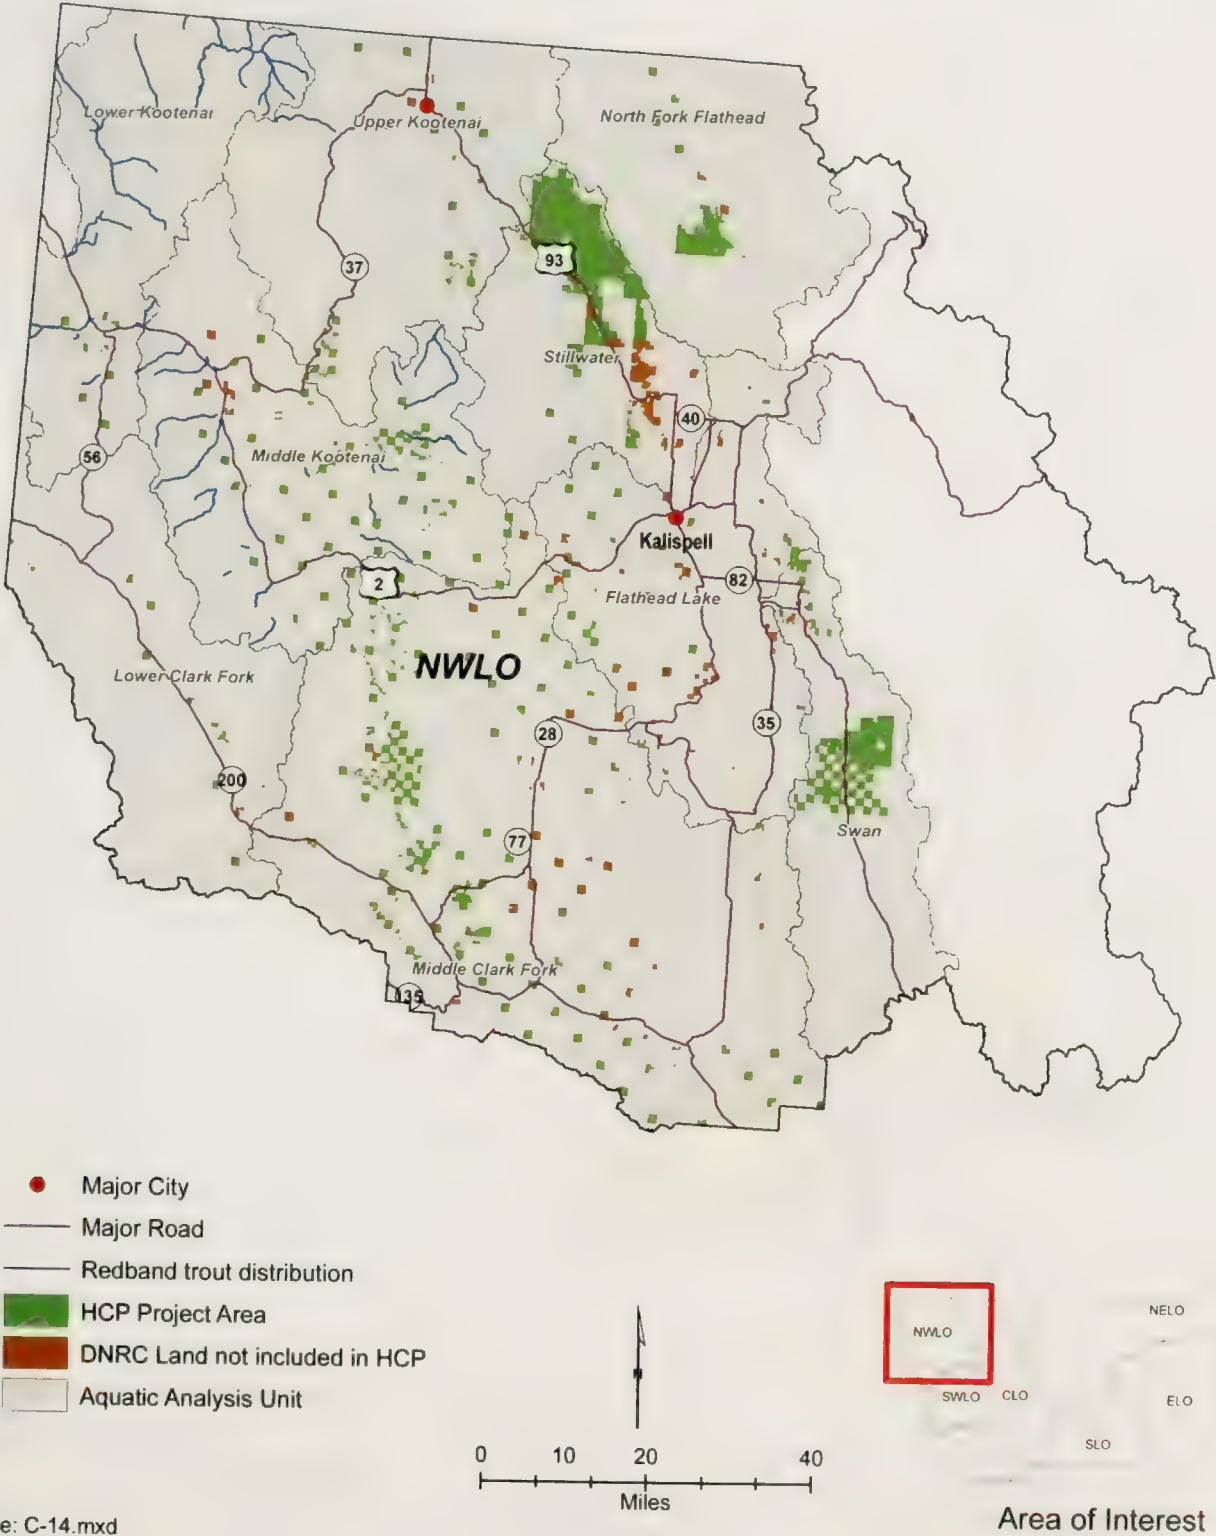 Lower Kootenai
Upper Kootenai
North Fork Flathead
37
93
Stillwater
40
56
Middle Kootenai
Kalispell
2
82
Flathead Lake
NWLO
Lower Clark Fork
28
35
200
Swan
77
Middle Clark Fork
135
Major City
Major Road
Redband trout distribution
HCP Project Area
DNRC Land not included in HCP
Aquatic Analysis Unit
0 10 20 40
Miles
NWLO
NELO
SWLO CLO
ELO
SLO
Area of Interest
e: C-14.mxd